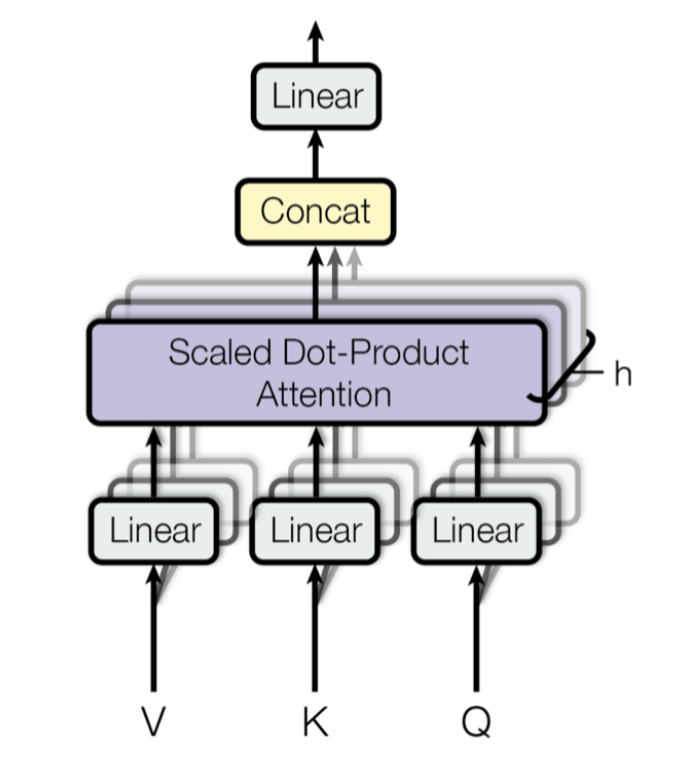 Linear
Concat
Scaled Dot-Product
Attention
h
Linear
Linear
Linear
V
K
Q